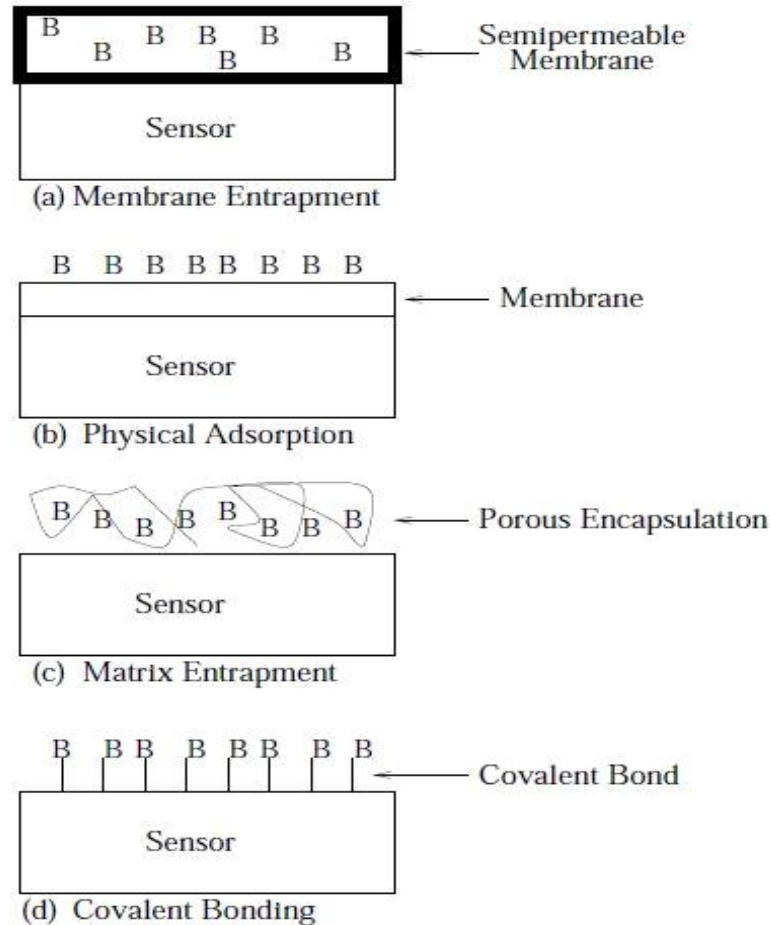 B B B B B B B
Semipermeable
Membrane
Sensor
(a) Membrane Entrapment
B B B B B B B B
Membrane
Sensor
(b) Physical Adsorption
B B B B B B B B
Porous Encapsulation
Sensor
(c) Matrix Entrapment
B B B B B B B B
Covalent Bond
Sensor
(d) Covalent Bonding